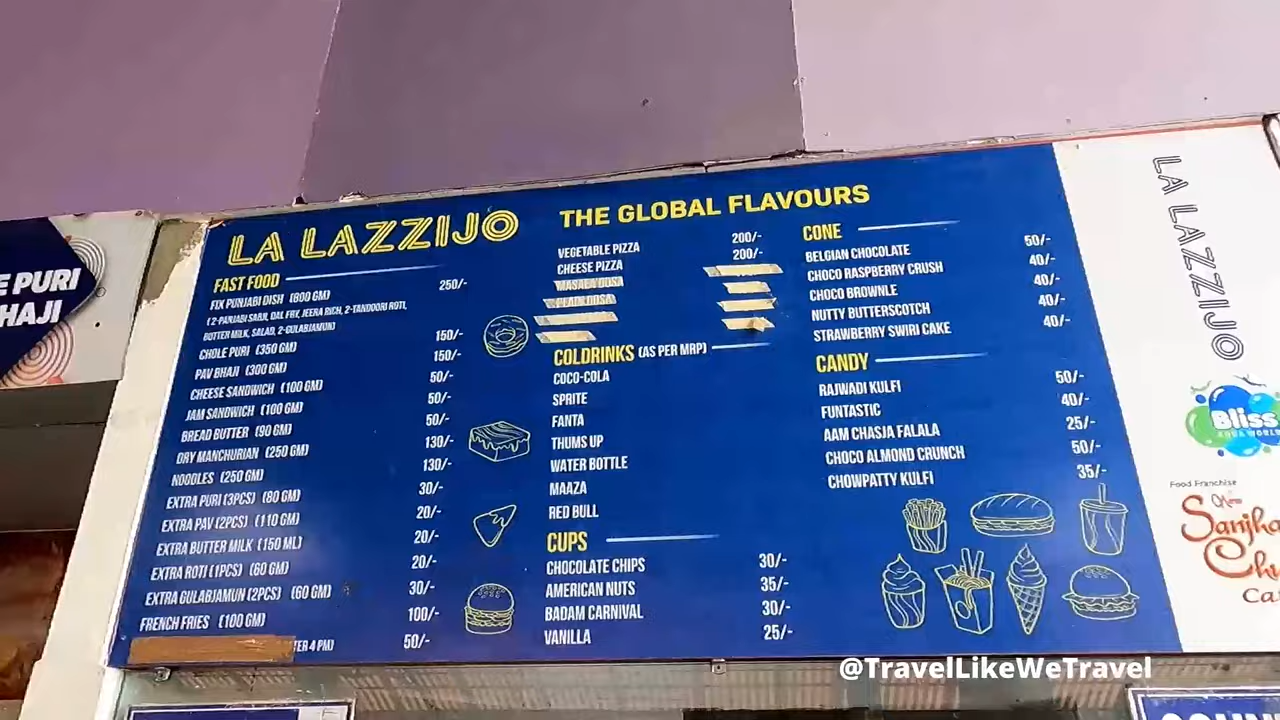 E PURI
HAJI
LA LAZZIJO
THE GLOBAL FLAVOURS
FAST FOOD
FIX PUNJABI DISH (800 GM) 250/-
(2-PANJABI SABJI, DAL FRY, JEERA RICH, 2-TANDOORI ROTI,
BUTTER MILK, SALAD, 2-GULABJAMUN)
CHOLE PURI (350 GM) 150/-
PAV BHAJI (300 GM) 150/-
CHEESE SANDWICH (100 GM) 50/-
JAM SANDWICH (100 GM) 50/-
BREAD BUTTER (90 GM) 50/-
DRY MANCHURIAN (250 GM) 130/-
NOODLES (250 GM) 130/-
EXTRA PURI (3PCS) (80 GM) 30/-
EXTRA PAV (2PCS) (110 GM) 20/-
EXTRA BUTTER MILK (150 ML) 20/-
EXTRA ROTI (1PCS) (60 GM) 20/-
EXTRA GULABJAMUN (2PCS) (60 GM) 30/-
FRENCH FRIES (100 GM) 100/-
TER 4 PM) 50/-
VEGETABLE PIZZA 200/-
CHEESE PIZZA 200/-
MASALA DOSA
PLAIN DOSA
COLDRINKS (AS PER MRP)
COCO-COLA
SPRITE
FANTA
THUMS UP
WATER BOTTLE
MAAZA
RED BULL
CUPS
CHOCOLATE CHIPS 30/-
AMERICAN NUTS 35/-
BADAM CARNIVAL 30/-
VANILLA 25/-
CONE
BELGIAN CHOCOLATE 50/-
CHOCO RASPBERRY CRUSH 40/-
CHOCO BROWNLE 40/-
NUTTY BUTTERSCOTCH 40/-
STRAWBERRY SWIRI CAKE 40/-
CANDY
RAJWADI KULFI 50/-
FUNTASTIC 40/-
AAM CHASJA FALALA 25/-
CHOCO ALMOND CRUNCH 50/-
CHOWPATTY KULFI 35/-
LA LAZZIJO
Bliss
AQUA WORLD
Food Franchise
Sanjha
Chu
Ca
@TravelLikeWeTravel